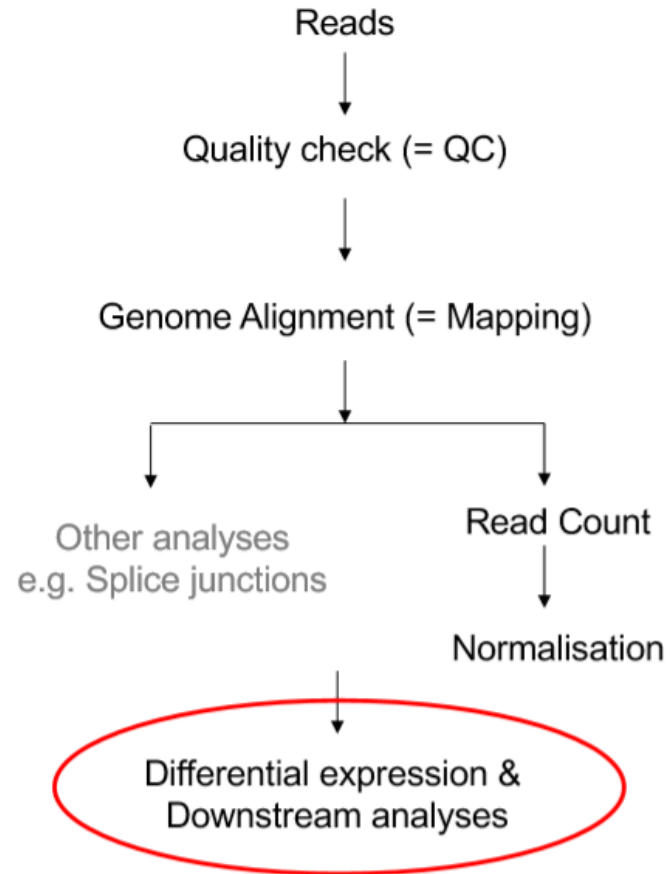 Reads
Quality check (= QC)
Genome Alignment (= Mapping)
Other analyses
e.g. Splice junctions
Read Count
Normalisation
Differential expression &
Downstream analyses